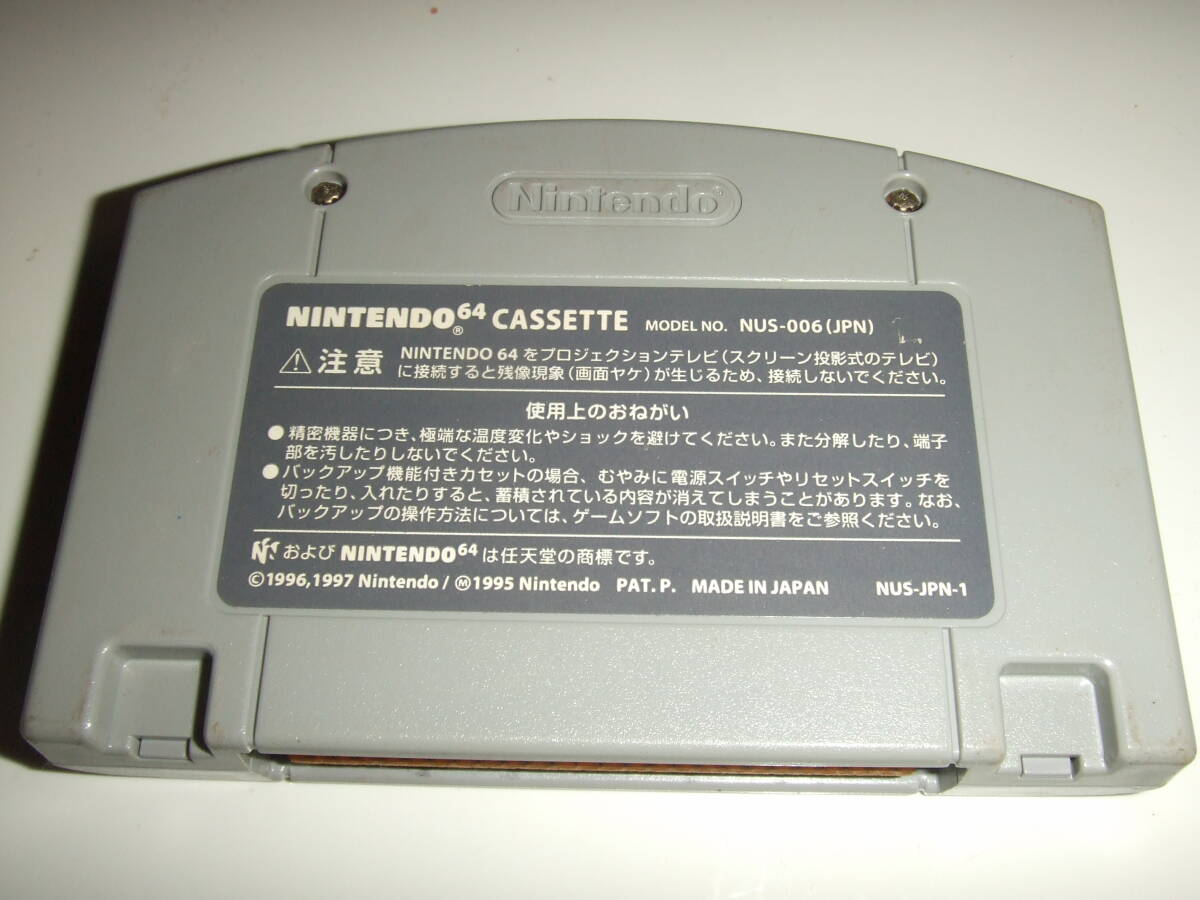 Nintendo®
NINTENDO64® CASSETTE MODEL NO. NUS-006(JPN)
⚠注意 NINTENDO 64をプロジェクションテレビ(スクリーン投影式のテレビ)
に接続すると残像現象(画面ヤケ)が生じるため、接続しないでください。
使用上のおねがい
●精密機器につき、極端な温度変化やショックを避けてください。また分解したり、端子
部を汚したりしないでください。
●バックアップ機能付きカセットの場合、むやみに電源スイッチやリセットスイッチを
切ったり、入れたりすると、蓄積されている内容が消えてしまうことがあります。なお、
バックアップの操作方法については、ゲームソフトの取扱説明書をご参照ください。
および NINTENDO64 は任天堂の商標です。
©1996,1997 Nintendo/Ⓜ1995 Nintendo PAT.P. MADE IN JAPAN NUS-JPN-1